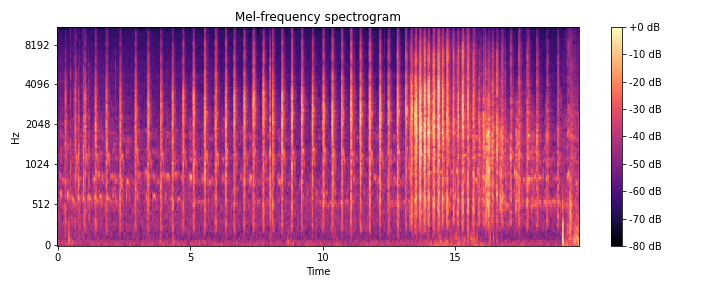 Mel-frequency spectrogram
Hz
8192
4096
2048
1024
512
0
0 5 10 15
Time
+0 dB
-10 dB
-20 dB
-30 dB
-40 dB
-50 dB
-60 dB
-70 dB
-80 dB